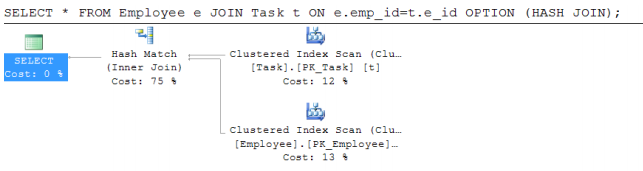 SELECT * FROM Employee e JOIN Task t ON e.emp_id=t.e_id OPTION (HASH JOIN);
SELECT
Cost: 0 %
Hash Match
(Inner Join)
Cost: 75 %
Clustered Index Scan (Clu…
[Task].[PK_Task] [t]
Cost: 12 %
Clustered Index Scan (Clu…
[Employee].[PK_Employee]…
Cost: 13 %